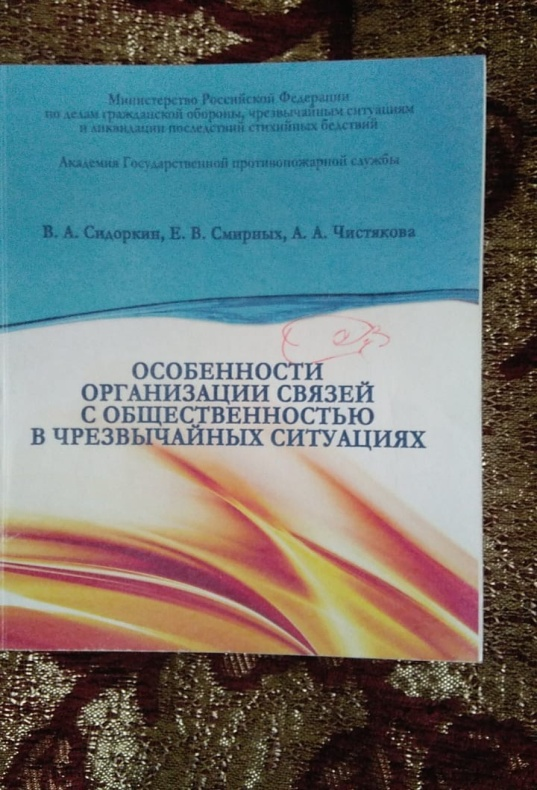 Министерство Российской Федерации
по делам гражданской обороны, чрезвычайным ситуациям
и ликвидации последствий стихийных бедствий
Академия Государственной противопожарной службы
В. А. Сидоркин, Е. В. Смирных, А. А. Чистякова
ОСОБЕННОСТИ
ОРГАНИЗАЦИИ СВЯЗЕЙ
С ОБЩЕСТВЕННОСТЬЮ
В ЧРЕЗВЫЧАЙНЫХ СИТУАЦИЯХ